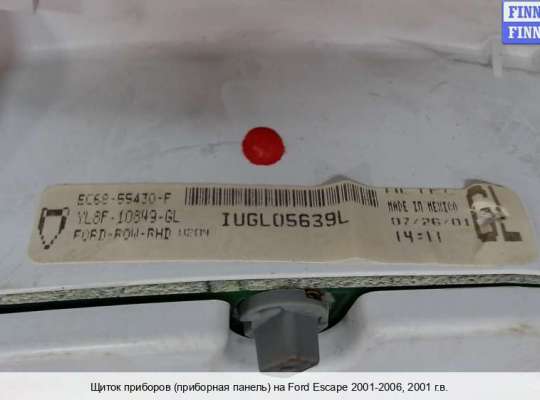 FINN
FINN
EC68-55430-F
YL8F-10849-GL
FORD-ROW-RHD
IUGL05639L
MADE IN MEXICO
07/26/01
14:11
GL
Щиток приборов (приборная панель) на Ford Escape 2001-2006, 2001 г.в.